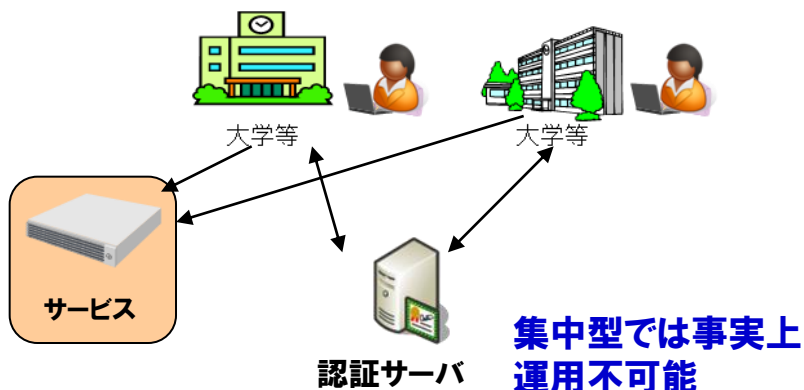 大学等
大学等
サービス
認証サーバ
集中型では事実上
運用不可能